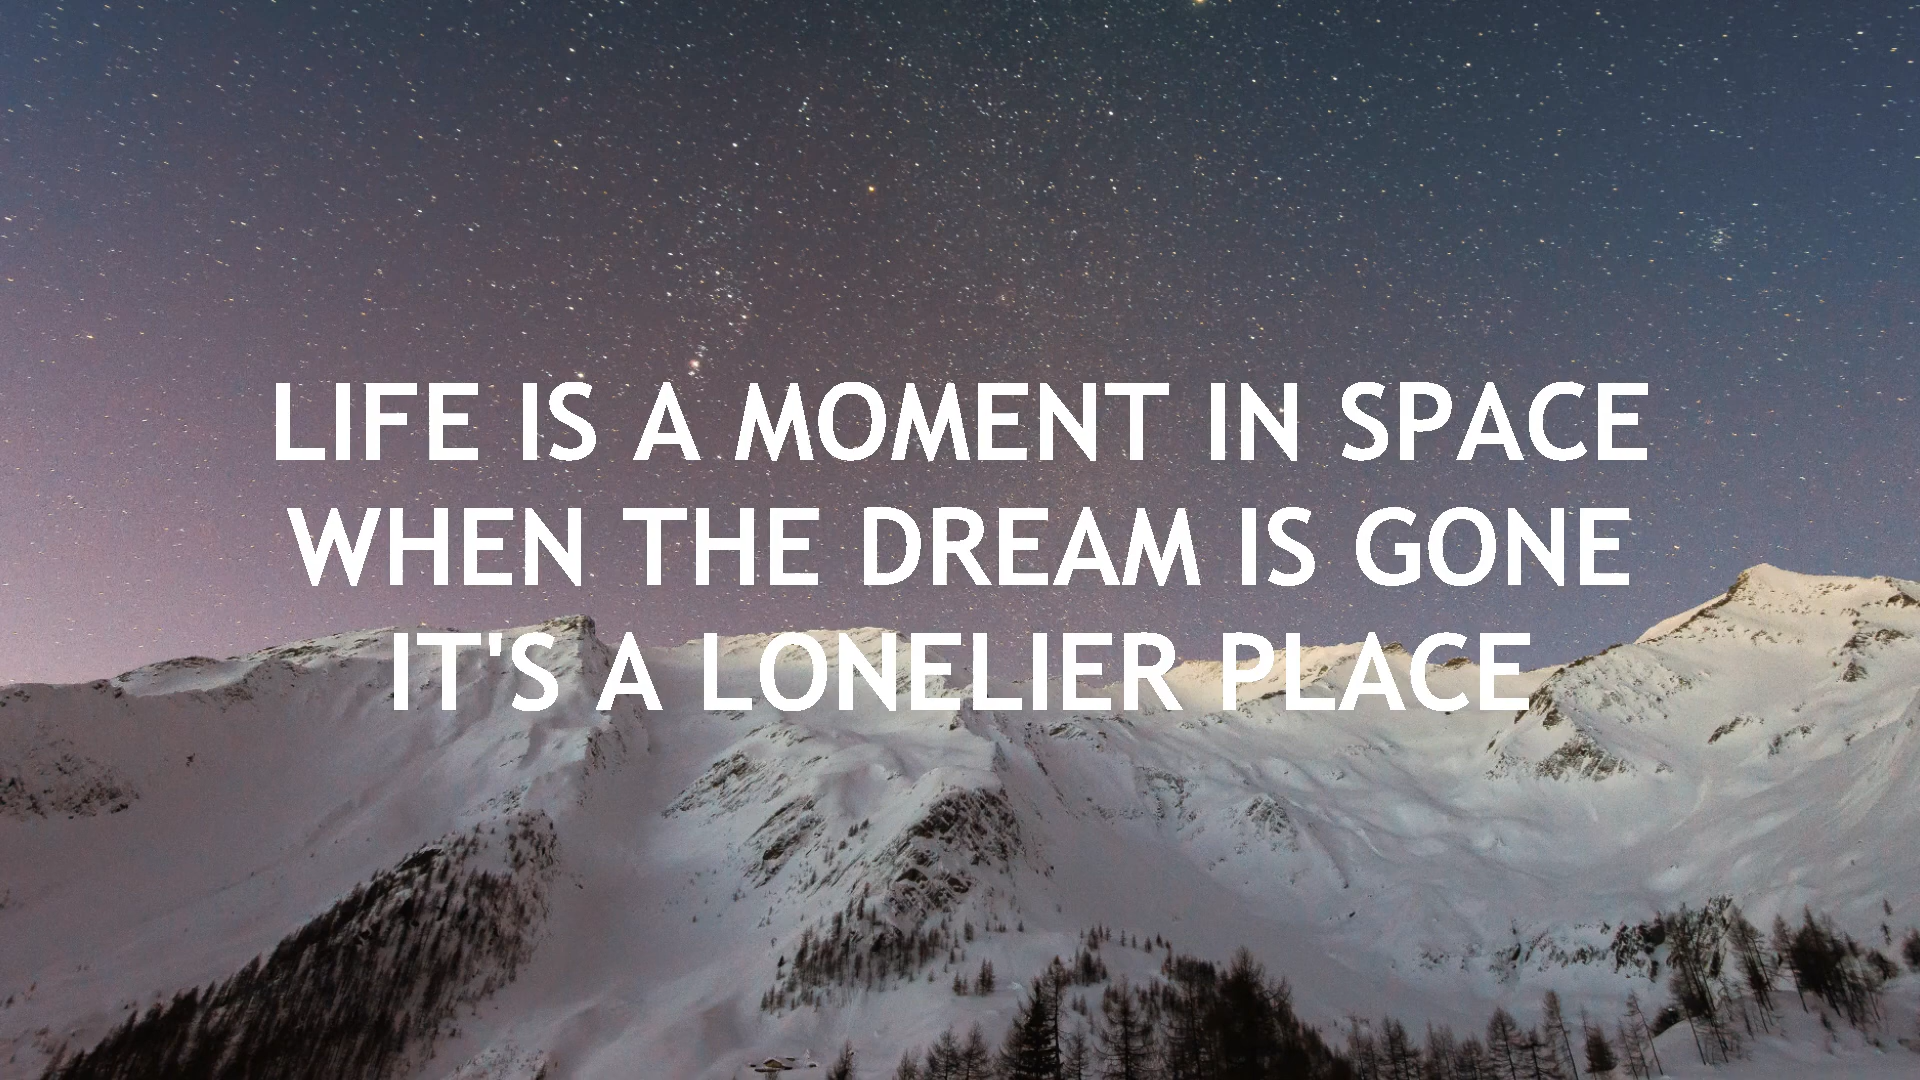 LIFE IS A MOMENT IN SPACE
WHEN THE DREAM IS GONE
IT'S A LONELIER PLACE